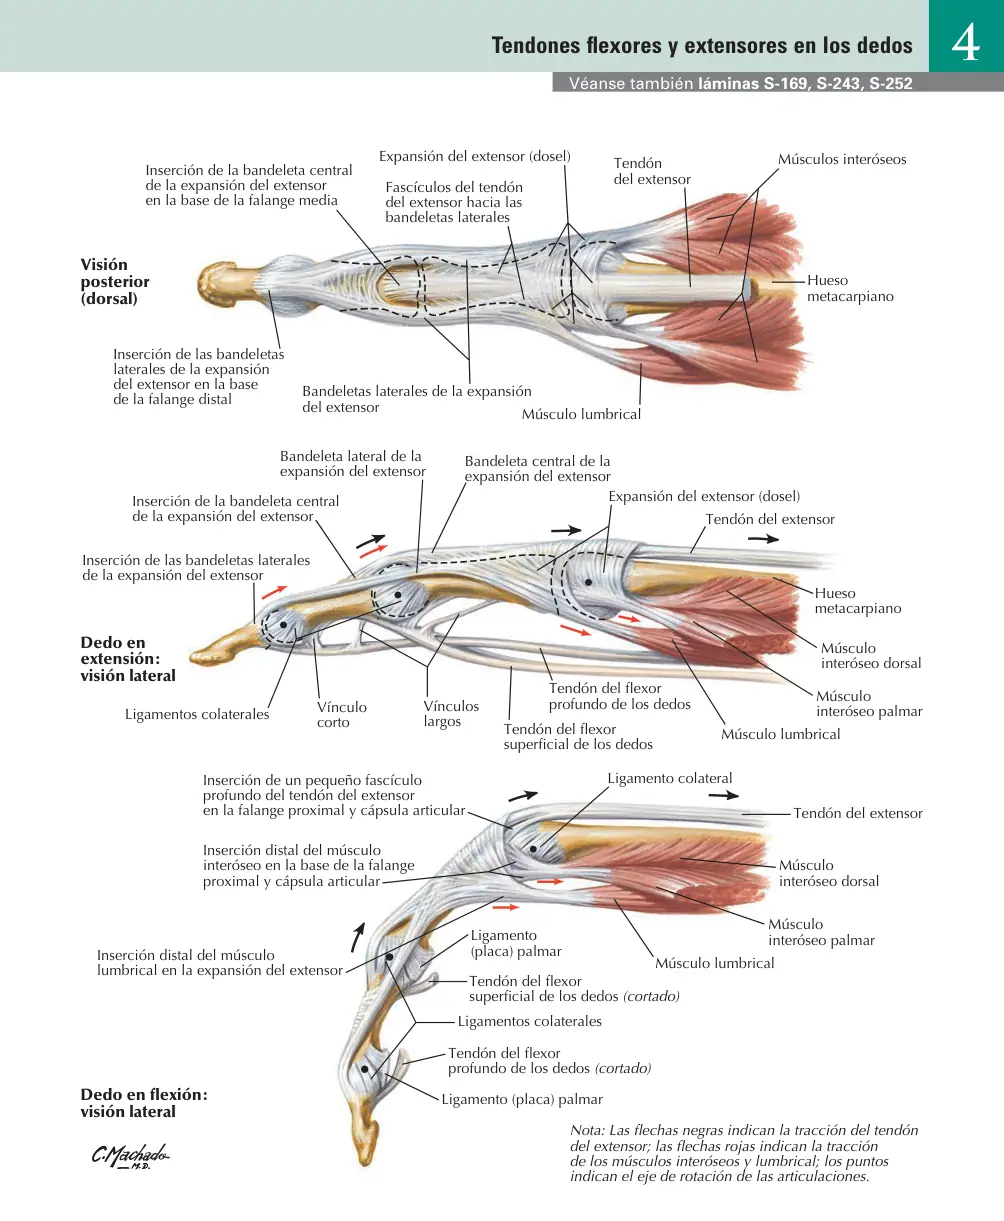 Tendones flexores y extensores en los dedos
4
Véanse también láminas S-169, S-243, S-252
Expansión del extensor (dosel)
Inserción de la bandeleta central
de la expansión del extensor
en la base de la falange media
Fascículos del tendón
del extensor hacia las
bandeletas laterales
Tendón
del extensor
Músculos interóseos
Visión
posterior
(dorsal)
Hueso
metacarpiano
Inserción de las bandeletas
laterales de la expansión
del extensor en la base
de la falange distal
Bandeletas laterales de la expansión
del extensor
Músculo lumbrical
Bandeleta lateral de la
expansión del extensor
Bandeleta central de la
expansión del extensor
Inserción de la bandeleta central
de la expansión del extensor
Expansión del extensor (dosel)
Tendón del extensor
Inserción de las bandeletas laterales
de la expansión del extensor
Hueso
metacarpiano
Dedo en
extensión:
visión lateral
Músculo
interóseo dorsal
Músculo
interóseo palmar
Ligamentos colaterales
Vínculo
corto
Vínculos
largos
Tendón del flexor
profundo de los dedos
Tendón del flexor
superficial de los dedos
Músculo lumbrical
Inserción de un pequeño fascículo
profundo del tendón del extensor
en la falange proximal y cápsula articular
Ligamento colateral
Tendón del extensor
Inserción distal del músculo
interóseo en la base de la falange
proximal y cápsula articular
Músculo
interóseo dorsal
Músculo
interóseo palmar
Ligamento
(placa) palmar
Músculo lumbrical
Inserción distal del músculo
lumbrical en la expansión del extensor
Tendón del flexor
superficial de los dedos (cortado)
Ligamentos colaterales
Tendón del flexor
profundo de los dedos (cortado)
Dedo en flexión:
visión lateral
Ligamento (placa) palmar
C. Machado
M.D.
Nota: Las flechas negras indican la tracción del tendón
del extensor; las flechas rojas indican la tracción
de los músculos interóseos y lumbrical; los puntos
indican el eje de rotación de las articulaciones.